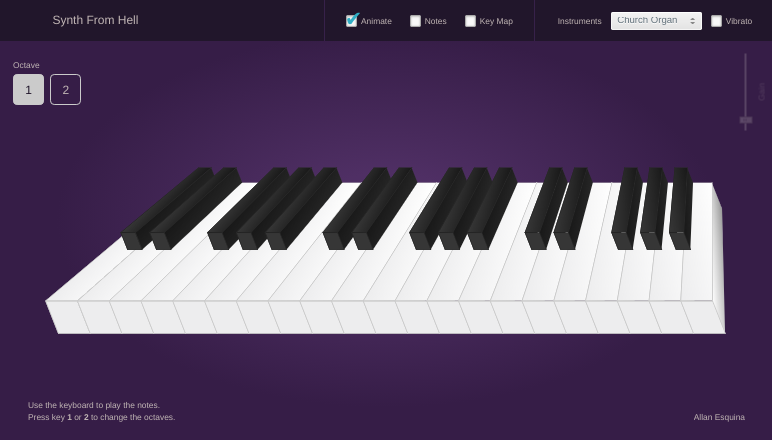 Synth From Hell
Animate
Notes
Key Map
Instruments
Church Organ
Vibrato
Octave
1
2
Gain
Use the keyboard to play the notes.
Press key 1 or 2 to change the octaves.
Allan Esquina